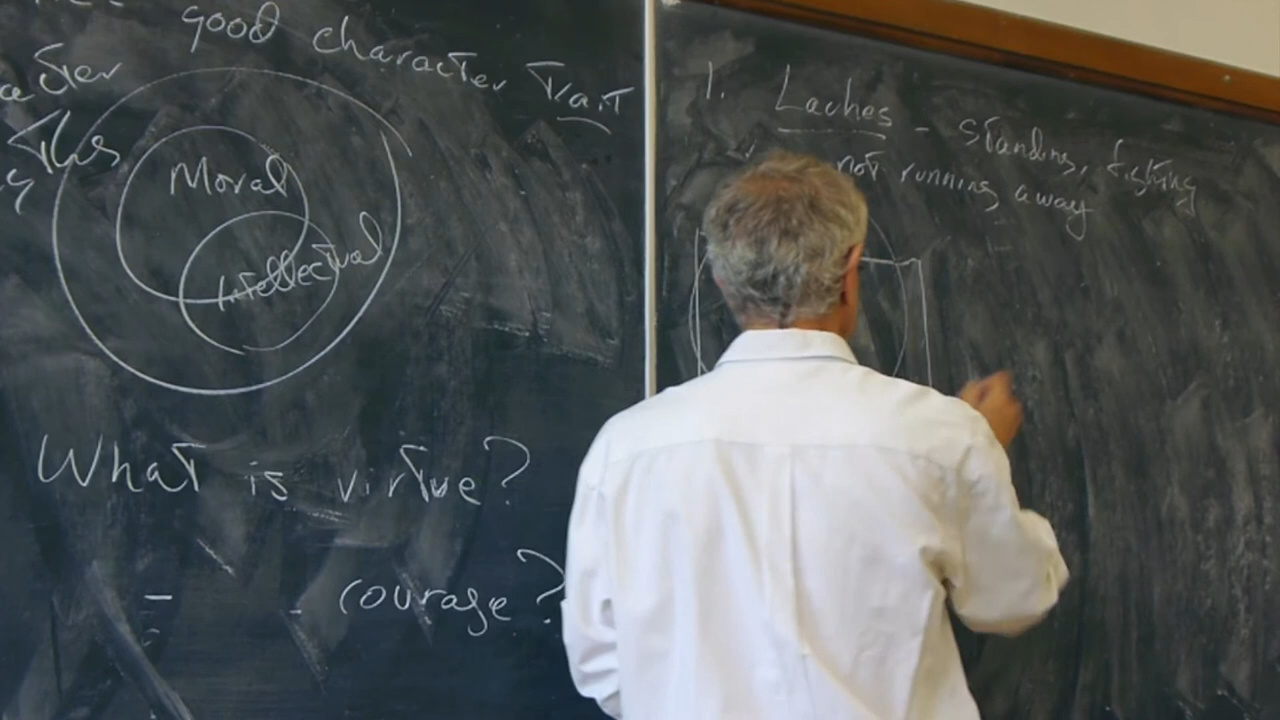 good character Trait
Moral
Intellectual
What is virtue?
- - courage?
1. Laches - standing, fighting
not running away